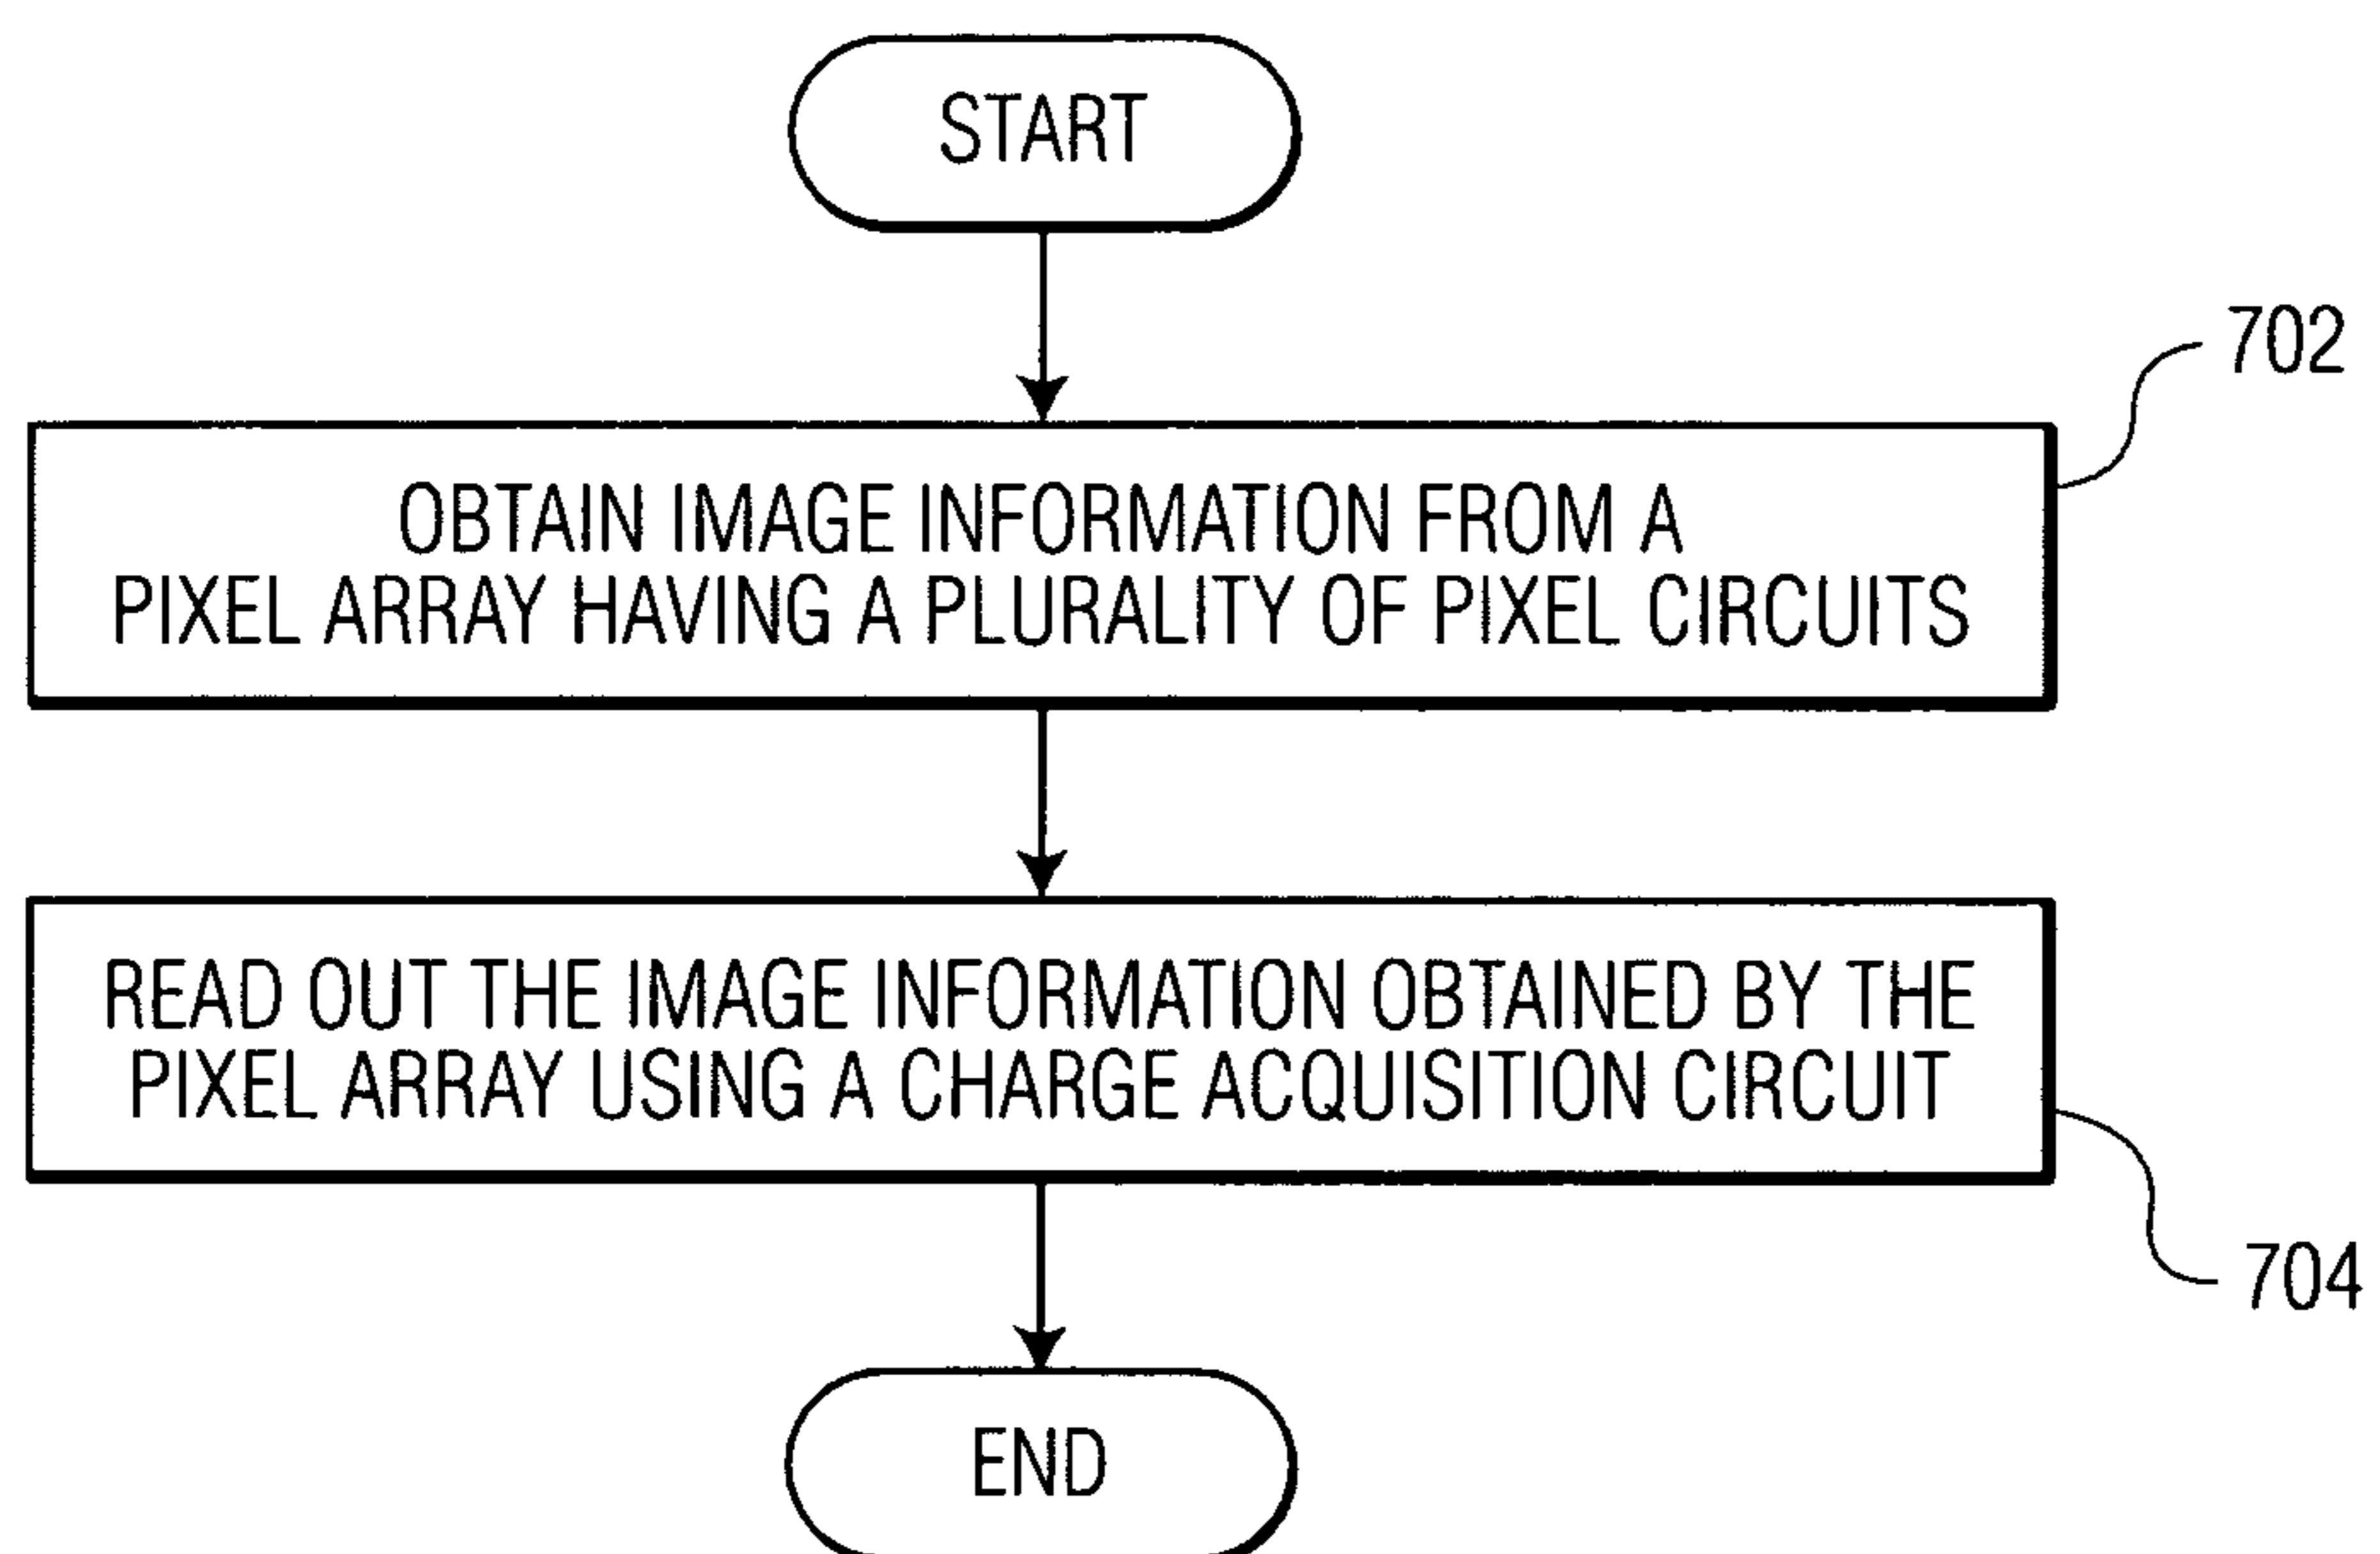 START
702
OBTAIN IMAGE INFORMATION FROM A
PIXEL ARRAY HAVING A PLURALITY OF PIXEL CIRCUITS
READ OUT THE IMAGE INFORMATION OBTAINED BY THE
PIXEL ARRAY USING A CHARGE ACQUISITION CIRCUIT
704
END